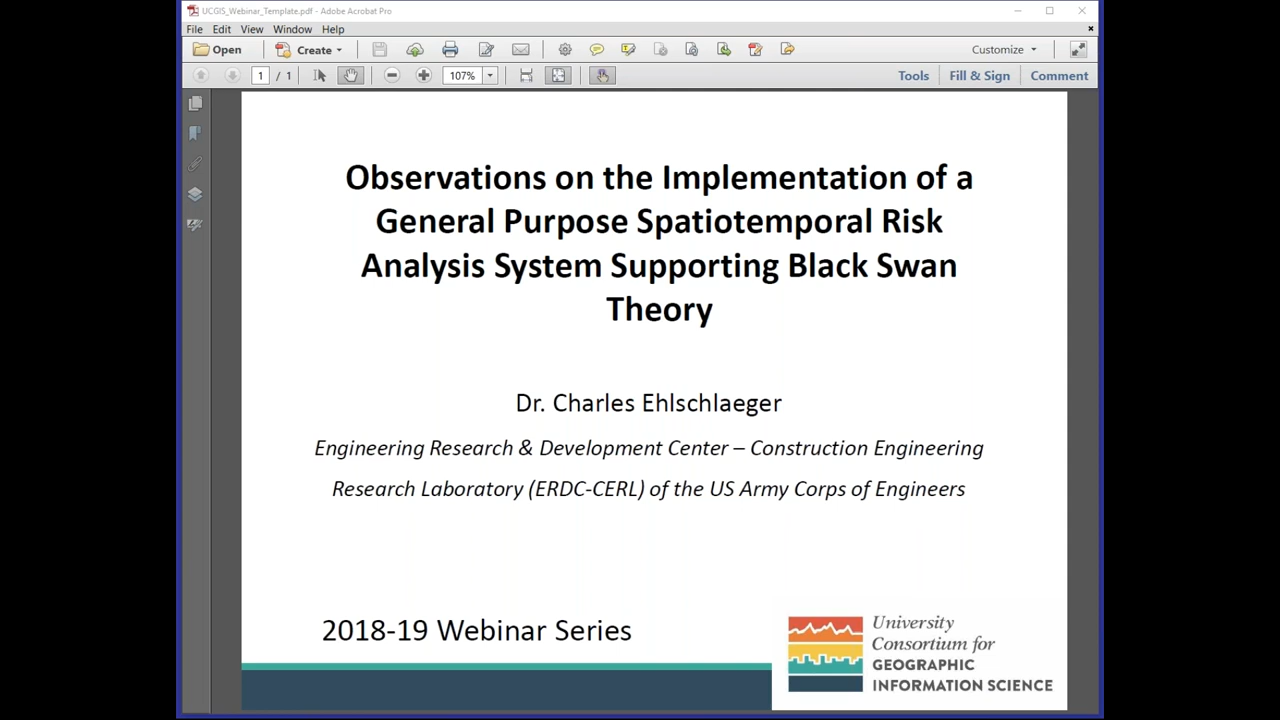 UCGIS_Webinar_Template.pdf - Adobe Acrobat Pro
File Edit View Window Help
Open Create Customize
1 / 1 107% Tools Fill & Sign Comment
Observations on the Implementation of a
General Purpose Spatiotemporal Risk
Analysis System Supporting Black Swan
Theory
Dr. Charles Ehlschlaeger
Engineering Research & Development Center – Construction Engineering
Research Laboratory (ERDC-CERL) of the US Army Corps of Engineers
2018-19 Webinar Series
University
Consortium for
GEOGRAPHIC
INFORMATION SCIENCE